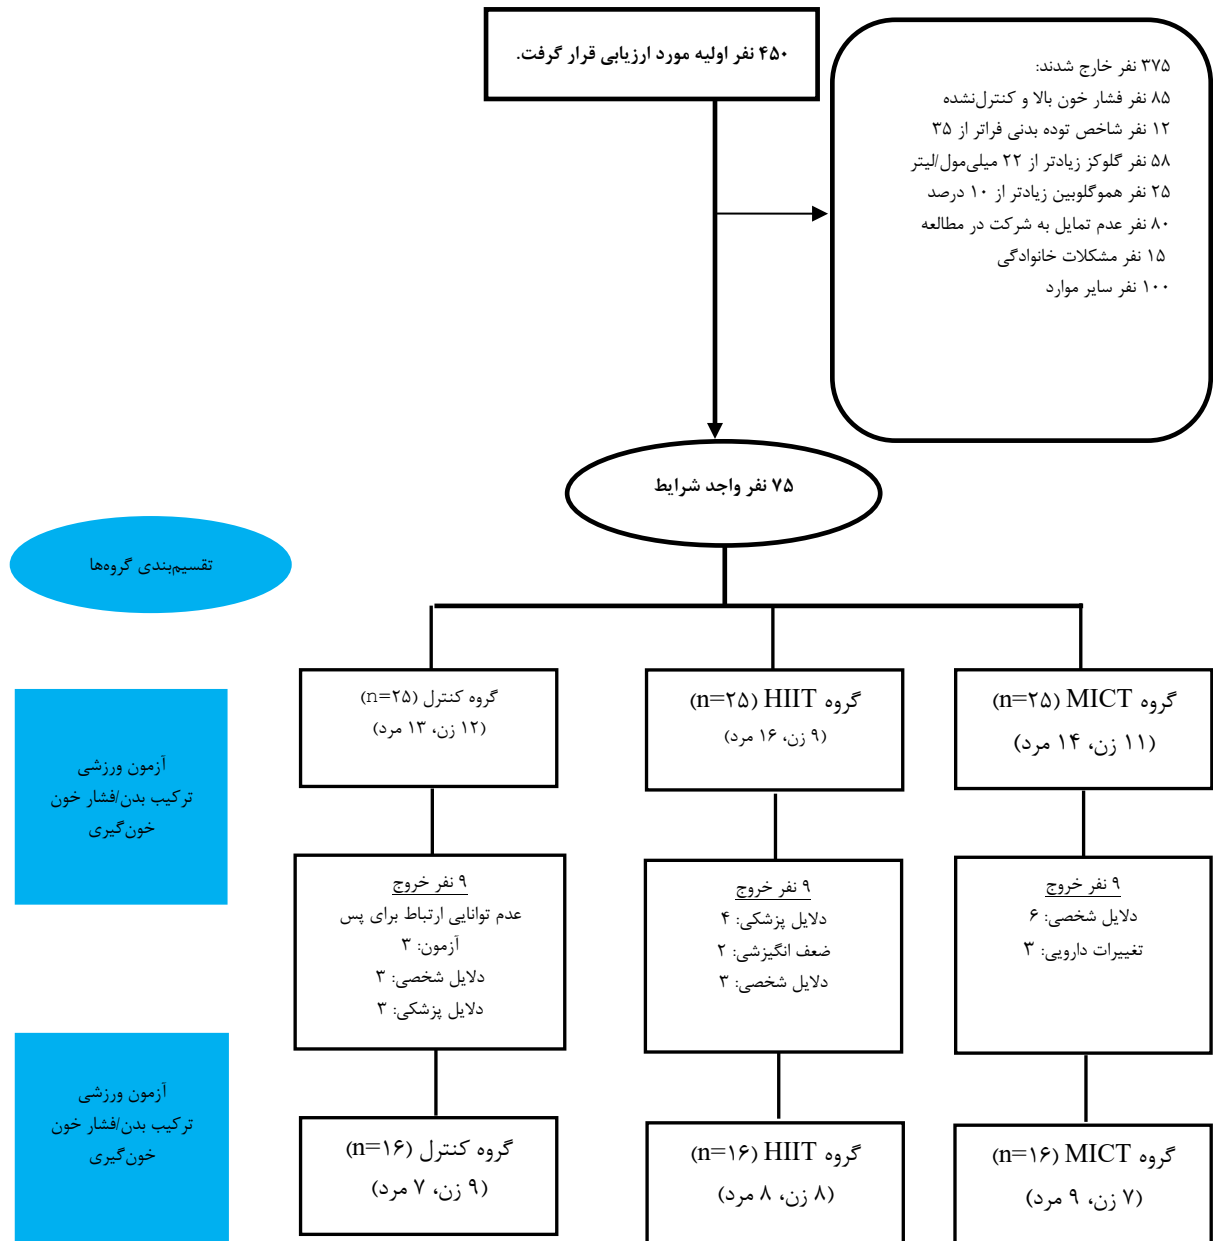 ۴۵۰ نفر اولیه مورد ارزیابی قرار گرفت.
۳۷۵ نفر خارج شدند:
۸۵ نفر فشار خون بالا و کنترل‌نشده
۱۲ نفر شاخص توده بدنی فراتر از ۳۵
۵۸ نفر گلوکز زیادتر از ۲۲ میلی‌مول/لیتر
۲۵ نفر هموگلوبین زیادتر از ۱۰ درصد
۸۰ نفر عدم تمایل به شرکت در مطالعه
۱۵ نفر مشکلات خانوادگی
۱۰۰ نفر سایر موارد
۷۵ نفر واجد شرایط
تقسیم‌بندی گروه‌ها
گروه MICT (n=۲۵)
(۱۱ زن، ۱۴ مرد)
گروه HIIT (n=۲۵)
(۹ زن، ۱۶ مرد)
گروه کنترل (n=۲۵)
(۱۲ زن، ۱۳ مرد)
آزمون ورزشی
ترکیب بدن/فشار خون
خون‌گیری
۹ نفر خروج
دلایل شخصی: ۶
تغییرات دارویی: ۳
۹ نفر خروج
دلایل پزشکی: ۴
ضعف انگیزشی: ۲
دلایل شخصی: ۳
۹ نفر خروج
عدم توانایی ارتباط برای پس
آزمون: ۳
دلایل شخصی: ۳
دلایل پزشکی: ۳
آزمون ورزشی
ترکیب بدن/فشار خون
خون‌گیری
گروه MICT (n=۱۶)
(۷ زن، ۹ مرد)
گروه HIIT (n=۱۶)
(۸ زن، ۸ مرد)
گروه کنترل (n=۱۶)
(۹ زن، ۷ مرد)